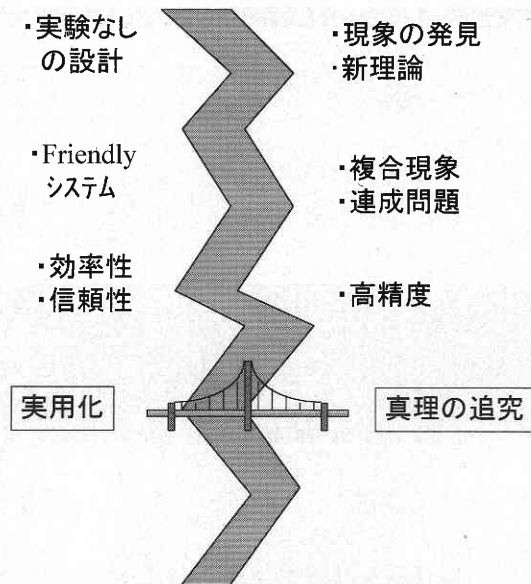 ・実験なし
の設計
・Friendly
システム
・効率性
・信頼性
実用化
・現象の発見
・新理論
・複合現象
・連成問題
・高精度
真理の追究